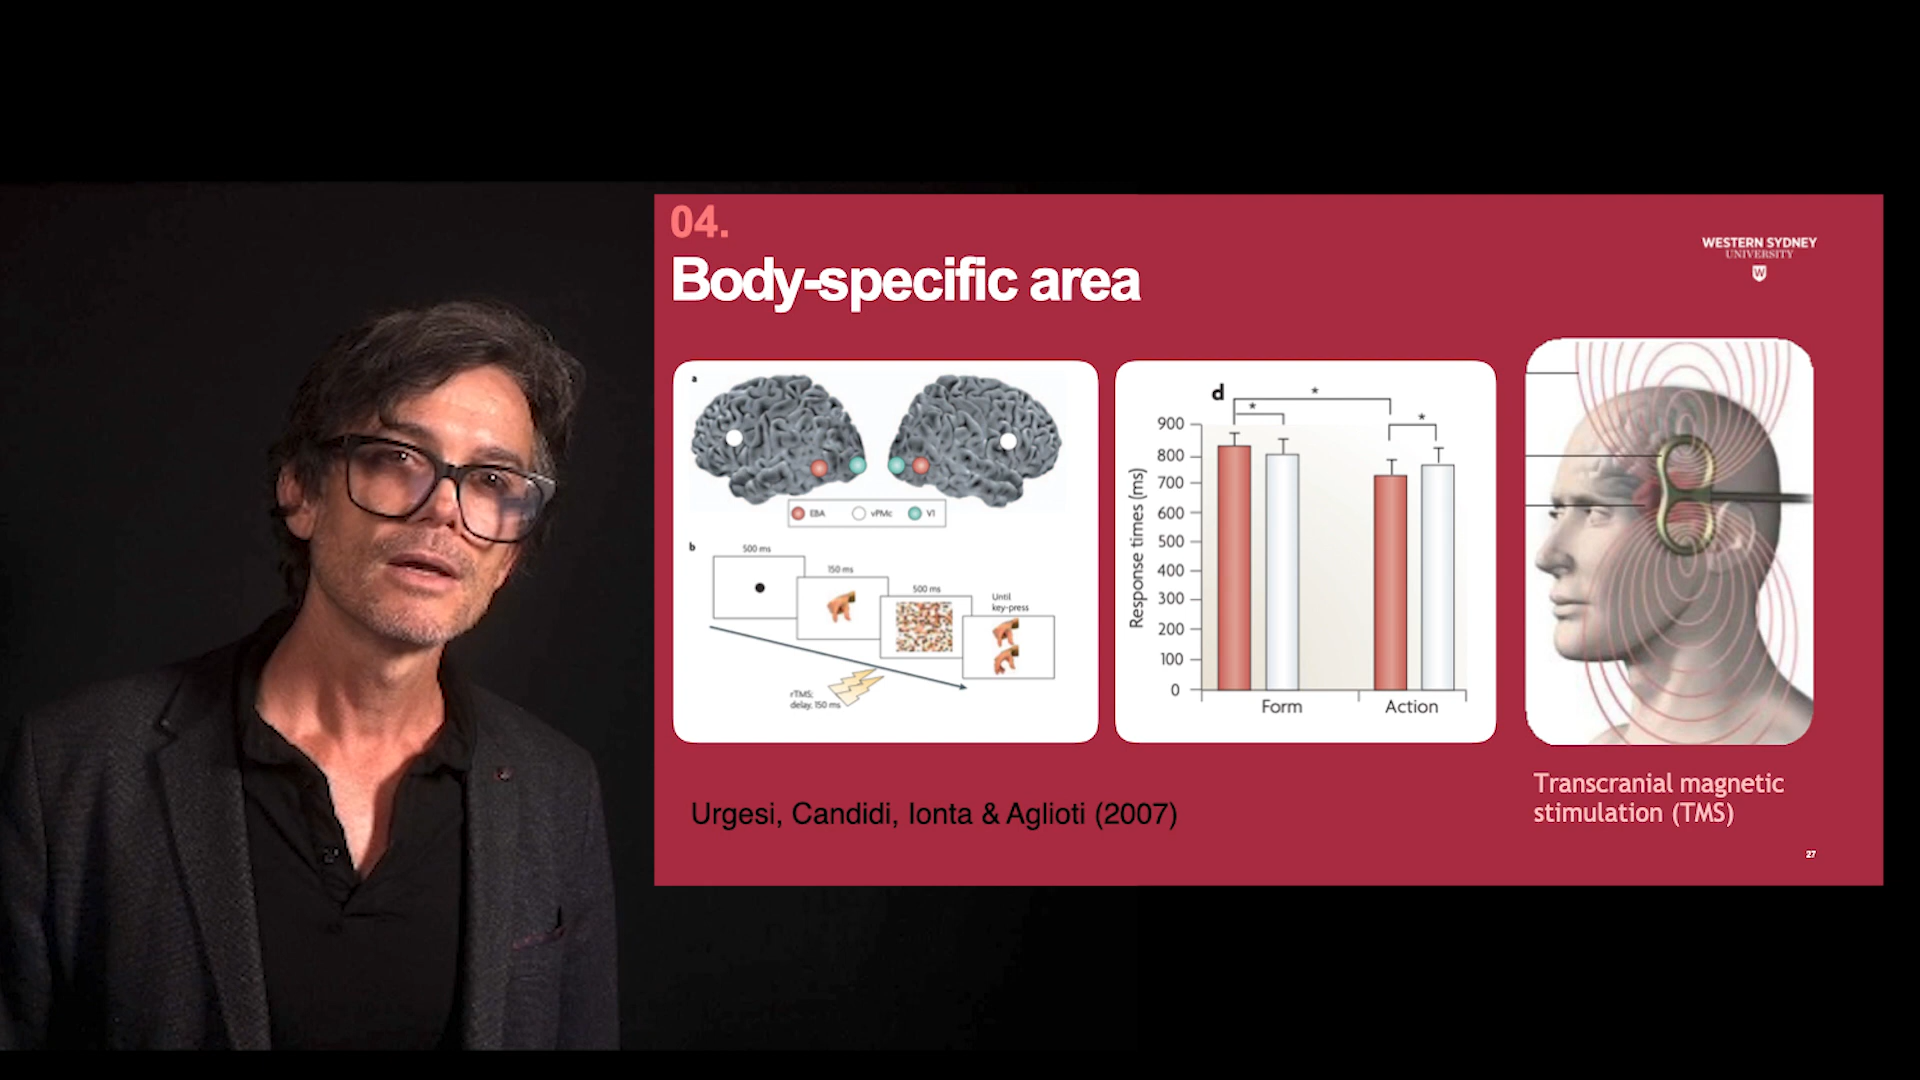 04.
Body-specific area
WESTERN SYDNEY
UNIVERSITY
W
a
EBA
vPMc
V1
b
500 ms
150 ms
500 ms
Until
key-press
rTMS;
delay, 150 ms
d
*
*
*
900
800
700
600
500
400
300
200
100
0
Response times (ms)
Form
Action
Transcranial magnetic
stimulation (TMS)
Urgesi, Candidi, Ionta & Aglioti (2007)
27